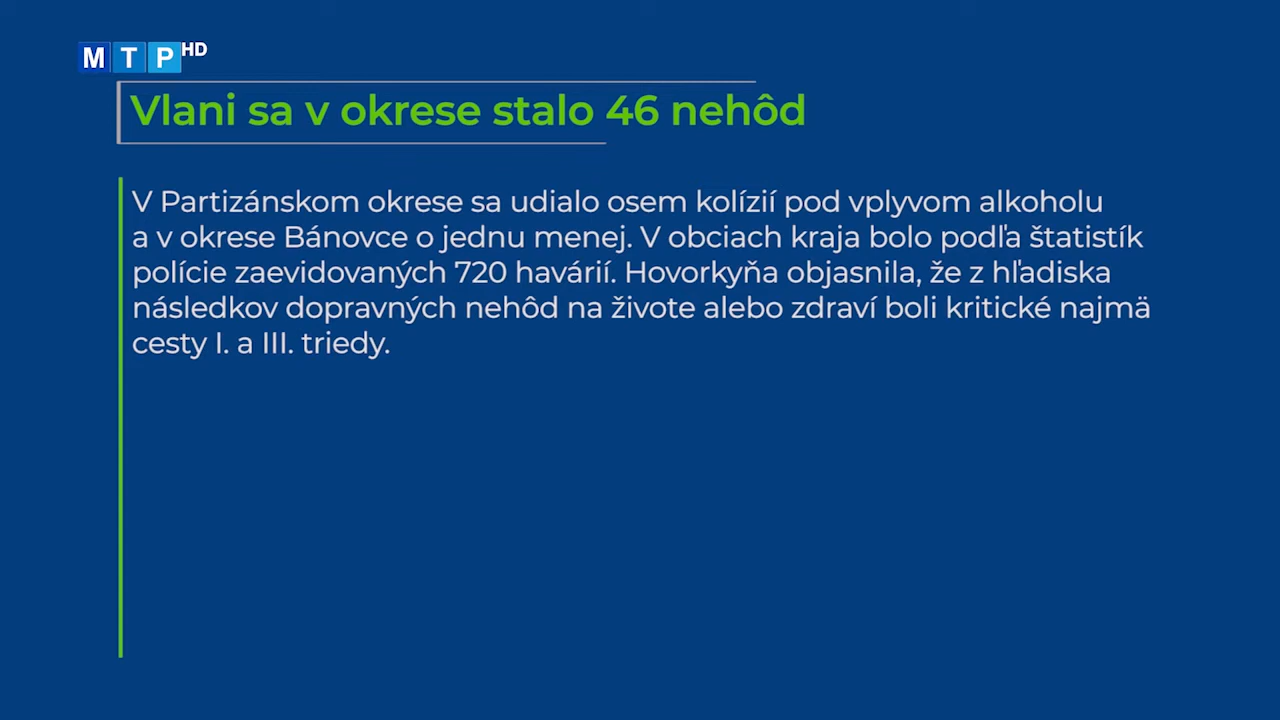 MTP HD
Vlani sa v okrese stalo 46 nehôd
V Partizánskom okrese sa udialo osem kolízií pod vplyvom alkoholu
a v okrese Bánovce o jednu menej. V obciach kraja bolo podľa štatistík
polície zaevidovaných 720 havárií. Hovorkyňa objasnila, že z hľadiska
následkov dopravných nehôd na živote alebo zdraví boli kritické najmä
cesty I. a III. triedy.